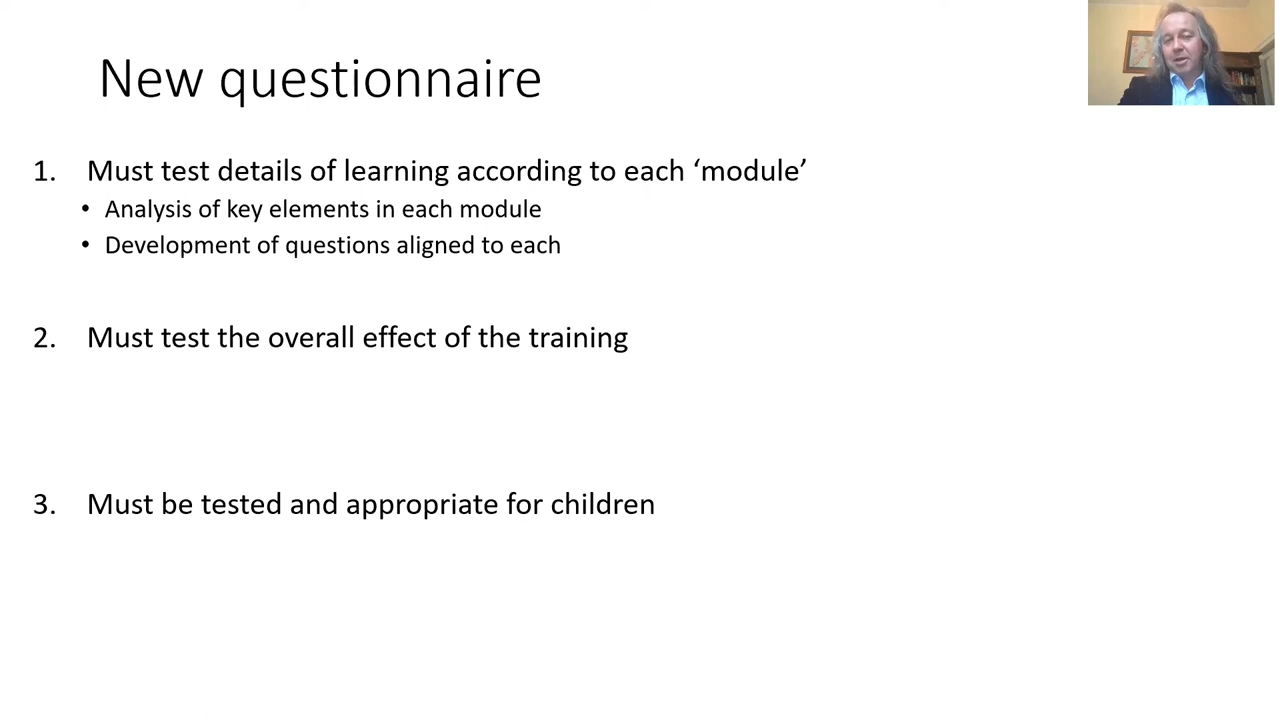 New questionnaire
1. Must test details of learning according to each ‘module’
• Analysis of key elements in each module
• Development of questions aligned to each
2. Must test the overall effect of the training
3. Must be tested and appropriate for children